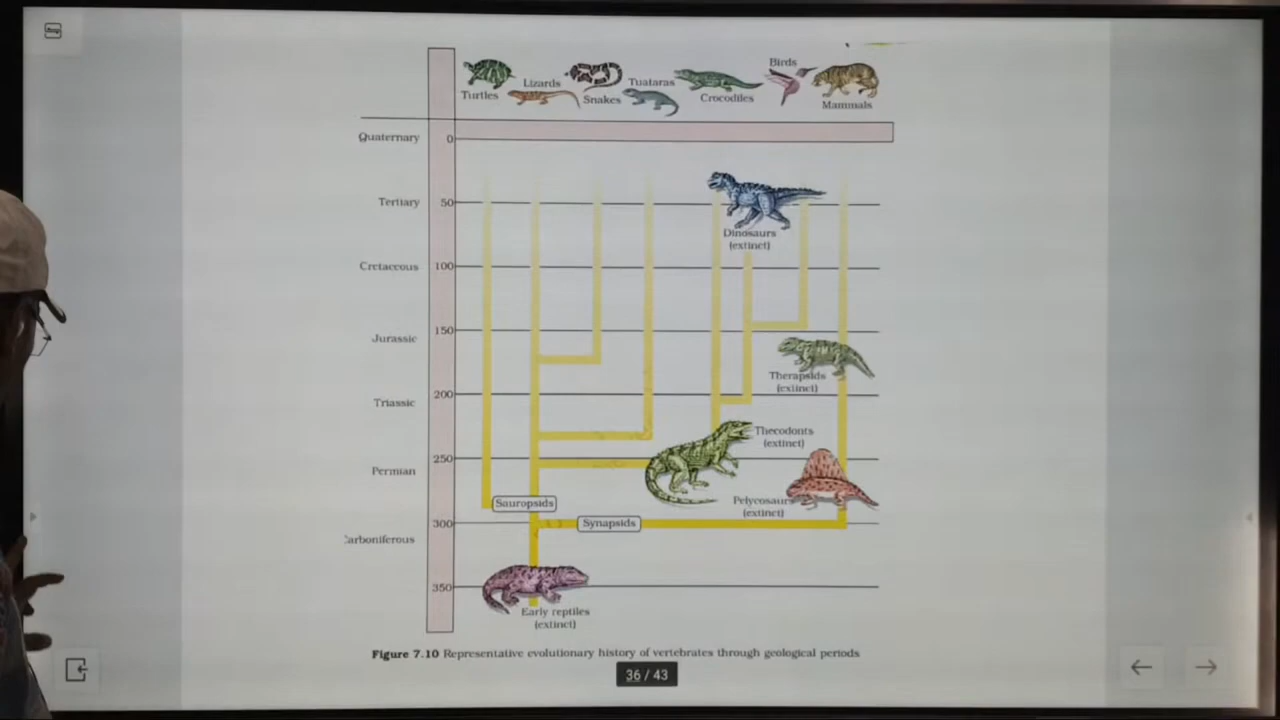 Birds
Lizards
Tuataras
Turtles
Snakes
Crocodiles
Mammals
Quaternary
0
Tertiary
50
Dinosaurs
(extinct)
Cretaceous
100
150
Jurassic
Therapsids
(extinct)
200
Triassic
Thecodonts
(extinct)
250
Permian
Sauropsids
Pelycosaurs
(extinct)
300
Synapsids
Carboniferous
350
Early reptiles
(extinct)
Figure 7.10 Representative evolutionary history of vertebrates through geological periods
36 / 43